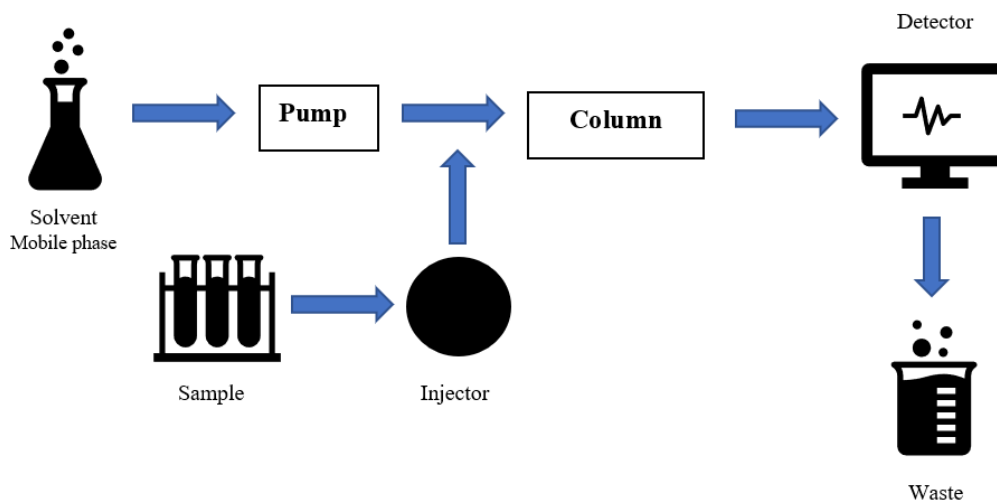 Detector
Pump
Column
Solvent
Mobile phase
Sample
Injector
Waste